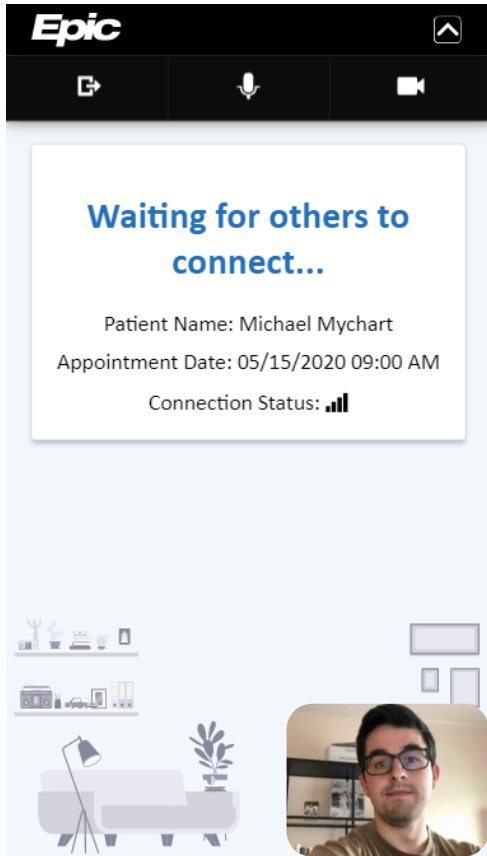 Epic
Waiting for others to
connect...
Patient Name: Michael Mychart
Appointment Date: 05/15/2020 09:00 AM
Connection Status: